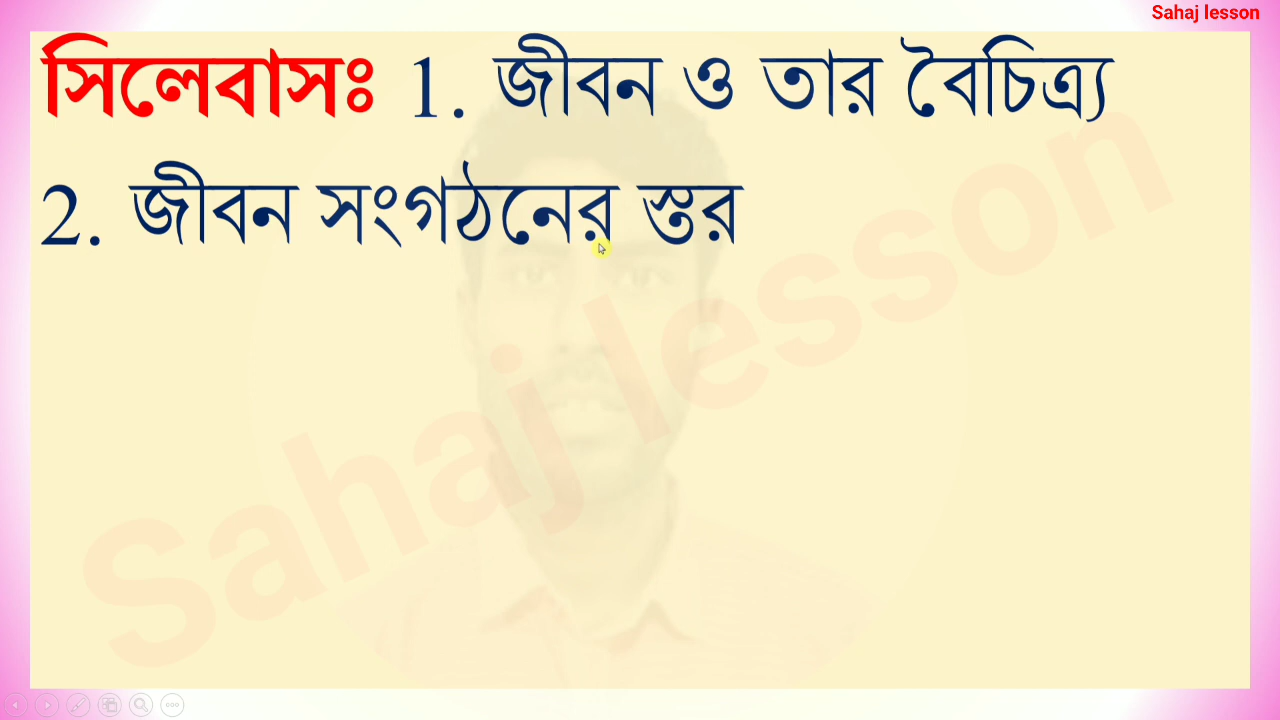 Sahaj lesson
সিলেবাসঃ 1. জীবন ও তার বৈচিত্র্য
2. জীবন সংগঠনের স্তর
Sahaj lesson